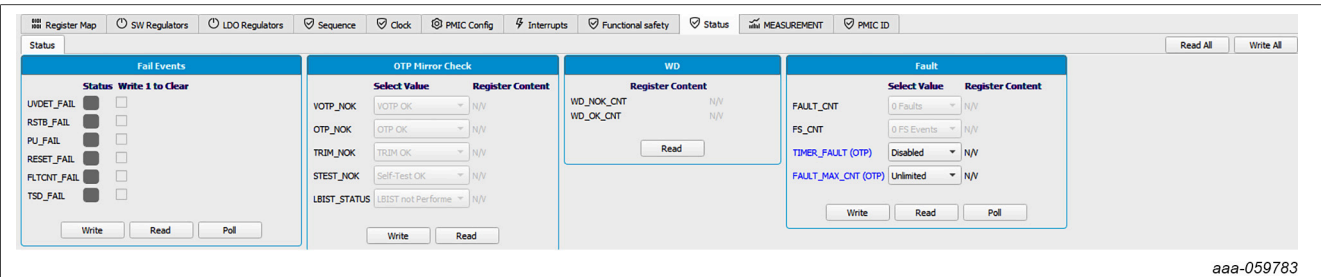 Register Map SW Regulators LDO Regulators Sequence Clock PMIC Config Interrupts Functional safety Status MEASUREMENT PMIC ID
Status Read All Write All
Fail Events
Status Write 1 to Clear
UVDET_FAIL
RSTB_FAIL
PU_FAIL
RESET_FAIL
FLTCNT_FAIL
TSD_FAIL
Write Read Poll
OTP Mirror Check
Select Value Register Content
VOTP_NOK VOTP OK N/V
OTP_NOK OTP OK N/V
TRIM_NOK TRIM OK N/V
STEST_NOK Self-Test OK N/V
LBIST_STATUS LBIST not Performe N/V
Write Read
WD
Register Content
WD_NOK_CNT N/V
WD_OK_CNT N/V
Read
Fault
Select Value Register Content
FAULT_CNT 0 Faults N/V
FS_CNT 0 FS Events N/V
TIMER_FAULT (OTP) Disabled N/V
FAULT_MAX_CNT (OTP) Unlimited N/V
Write Read Poll
aaa-059783